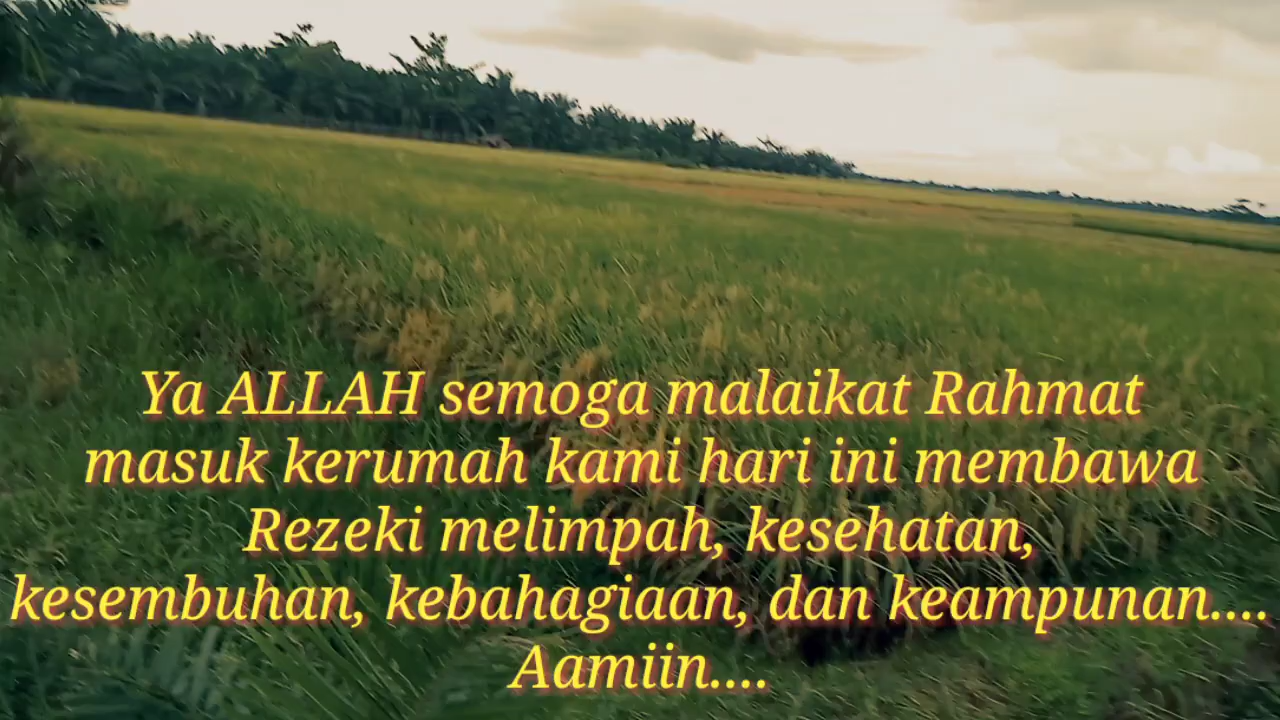 Ya ALLAH semoga malaikat Rahmat
masuk kerumah kami hari ini membawa
Rezeki melimpah, kesehatan,
kesembuhan, kebahagiaan, dan keampunan....
Aamiin....